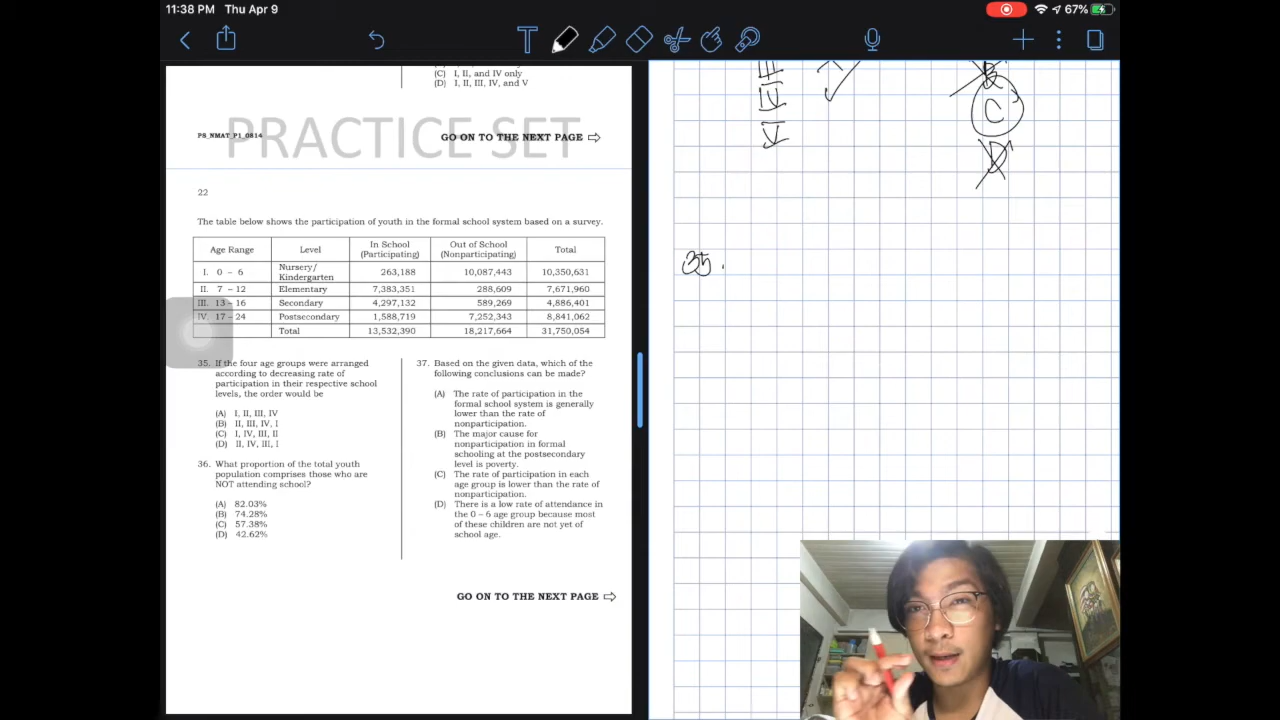 11:38 PM Thu Apr 9
67%
(C) I, II, and IV only
(D) I, II, III, IV, and V
PRACTICE SET
PS_NMAT_P1_0814
GO ON TO THE NEXT PAGE
22
The table below shows the participation of youth in the formal school system based on a survey.
Age Range Level In School (Participating) Out of School (Nonparticipating) Total
I. 0 – 6 Nursery/ Kindergarten 263,188 10,087,443 10,350,631
II. 7 – 12 Elementary 7,383,351 288,609 7,671,960
III. 13 – 16 Secondary 4,297,132 589,269 4,886,401
IV. 17 – 24 Postsecondary 1,588,719 7,252,343 8,841,062
Total 13,532,390 18,217,664 31,750,054
35. If the four age groups were arranged
according to decreasing rate of
participation in their respective school
levels, the order would be
(A) I, II, III, IV
(B) II, III, IV, I
(C) I, IV, III, II
(D) II, IV, III, I
36. What proportion of the total youth
population comprises those who are
NOT attending school?
(A) 82.03%
(B) 74.28%
(C) 57.38%
(D) 42.62%
37. Based on the given data, which of the
following conclusions can be made?
(A) The rate of participation in the
formal school system is generally
lower than the rate of
nonparticipation.
(B) The major cause for
nonparticipation in formal
schooling at the postsecondary
level is poverty.
(C) The rate of participation in each
age group is lower than the rate of
nonparticipation.
(D) There is a low rate of attendance in
the 0 – 6 age group because most
of these children are not yet of
school age.
GO ON TO THE NEXT PAGE
III
IV
V
B
C
D
35.